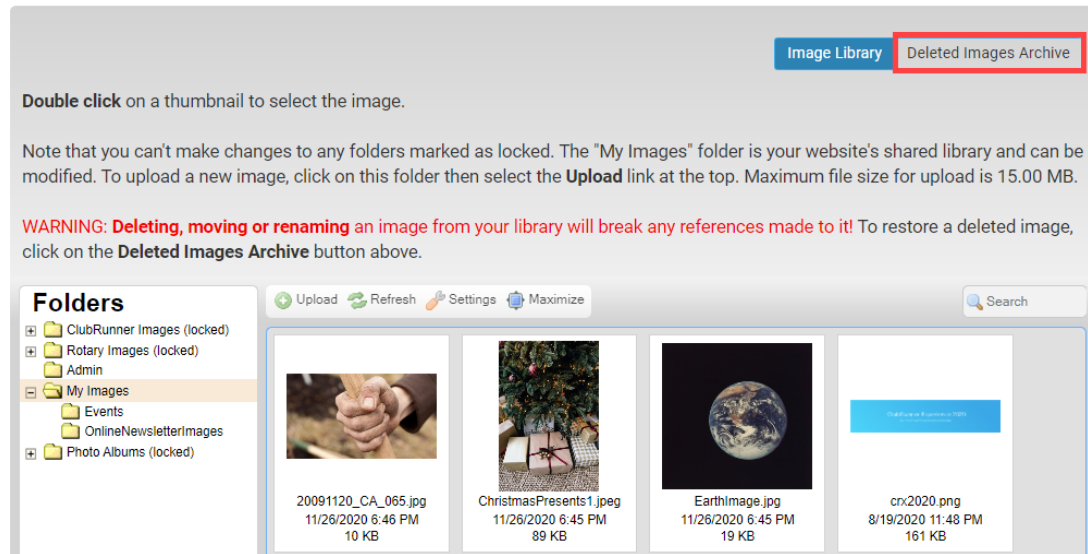 Image Library Deleted Images Archive
Double click on a thumbnail to select the image.
Note that you can't make changes to any folders marked as locked. The "My Images" folder is your website's shared library and can be
modified. To upload a new image, click on this folder then select the Upload link at the top. Maximum file size for upload is 15.00 MB.
WARNING: Deleting, moving or renaming an image from your library will break any references made to it! To restore a deleted image,
click on the Deleted Images Archive button above.
Folders
ClubRunner Images (locked)
Rotary Images (locked)
Admin
My Images
Events
OnlineNewsletterImages
Photo Albums (locked)
Upload Refresh Settings Maximize
Search
20091120_CA_065.jpg
11/26/2020 6:46 PM
10 KB
ChristmasPresents1.jpeg
11/26/2020 6:45 PM
89 KB
EarthImage.jpg
11/26/2020 6:45 PM
19 KB
crx2020.png
8/19/2020 11:48 PM
161 KB